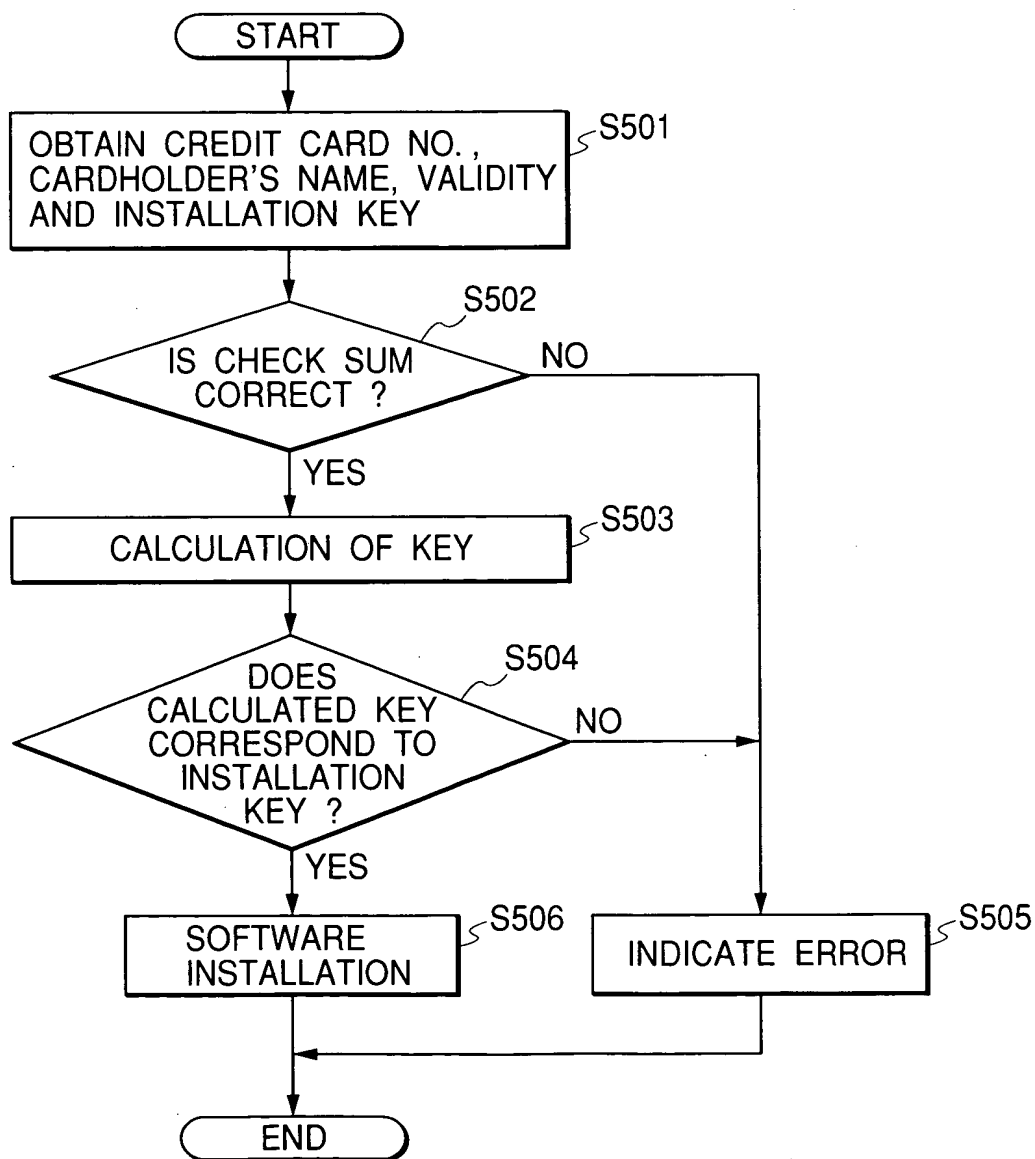 START
S501
OBTAIN CREDIT CARD NO.,
CARDHOLDER'S NAME, VALIDITY
AND INSTALLATION KEY
S502
IS CHECK SUM
CORRECT ?
NO
YES
S503
CALCULATION OF KEY
S504
DOES
CALCULATED KEY
CORRESPOND TO
INSTALLATION
KEY ?
NO
YES
S506
SOFTWARE
INSTALLATION
S505
INDICATE ERROR
END